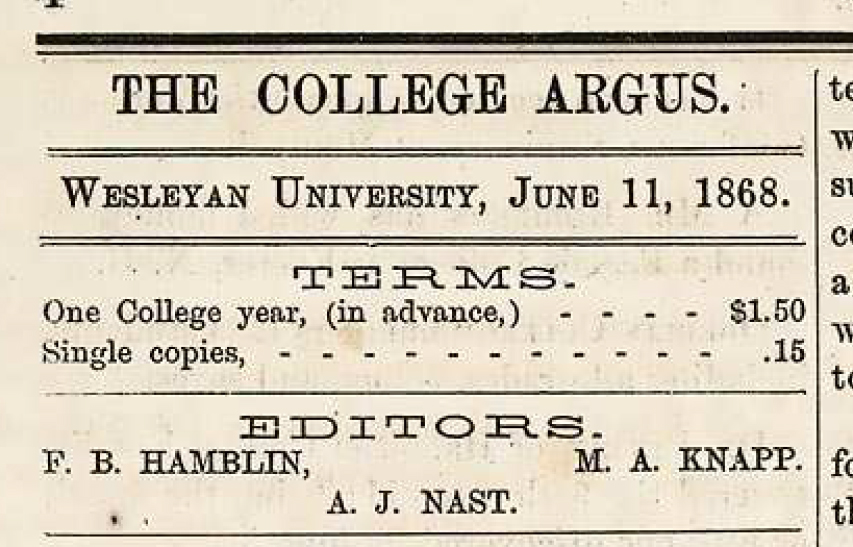 THE COLLEGE ARGUS.
WESLEYAN UNIVERSITY, JUNE 11, 1868.
TERMS.
One College year, (in advance,) - - - - $1.50
Single copies, - - - - - - - - - - - .15
EDITORS.
F. B. HAMBLIN, M. A. KNAPP.
A. J. NAST.